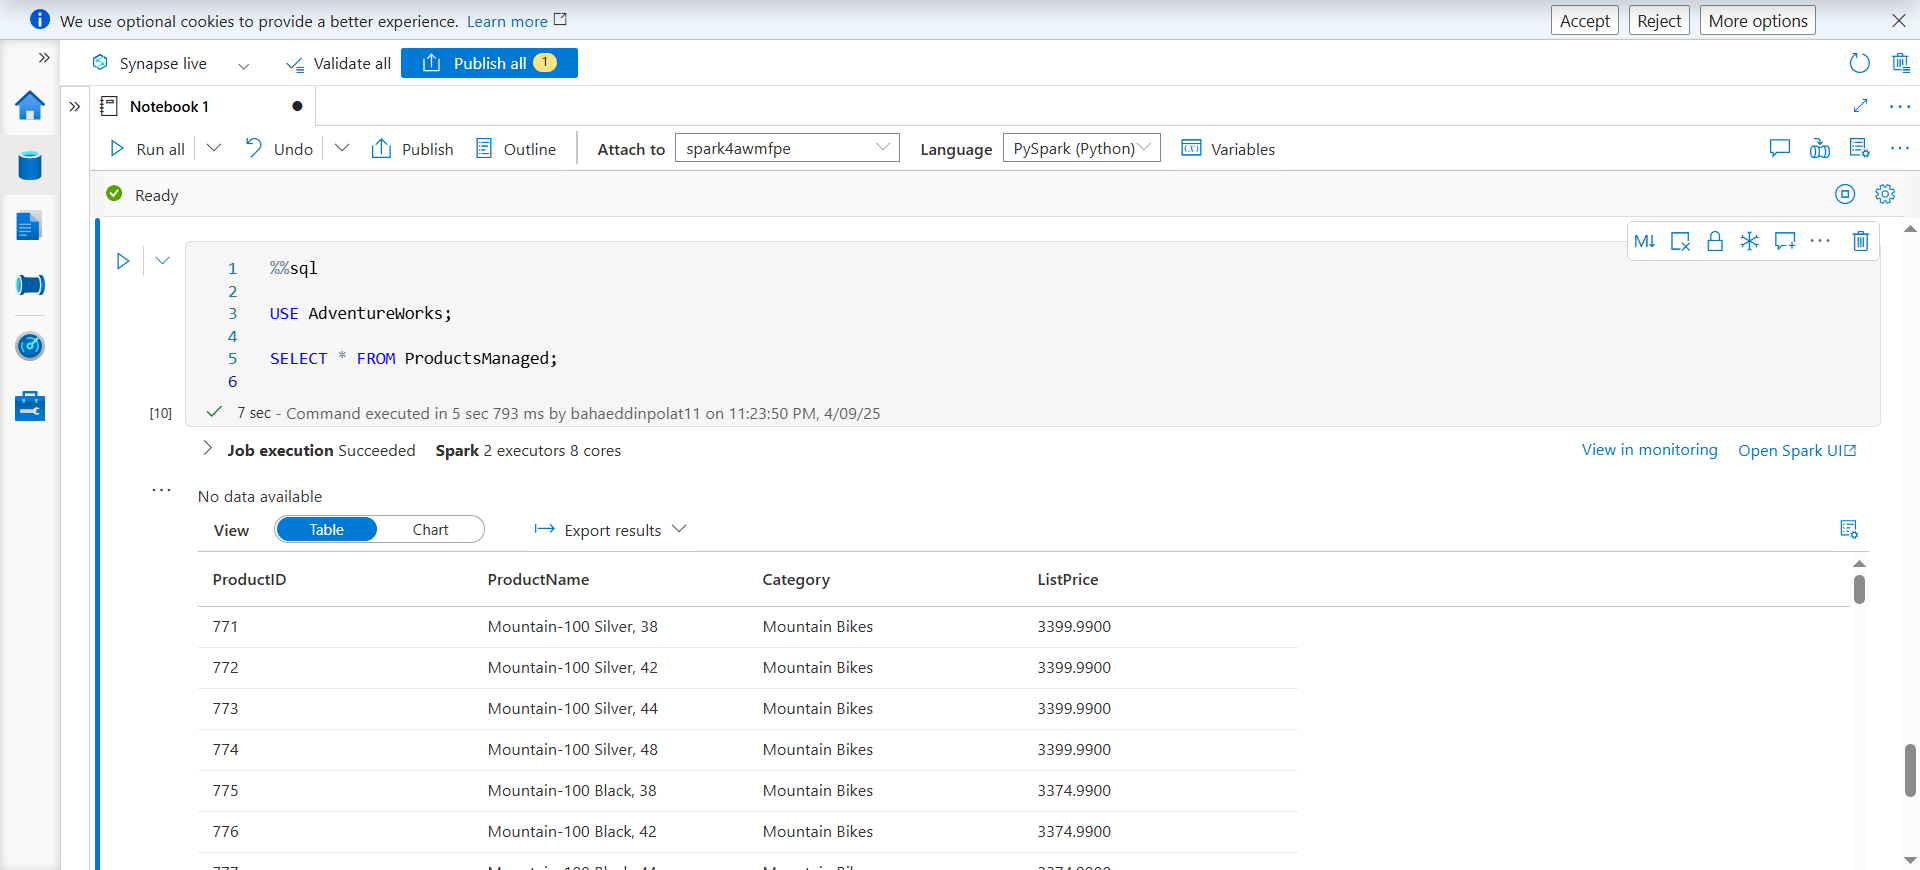 We use optional cookies to provide a better experience. Learn more
Accept
Reject
More options
Synapse live
Validate all
Publish all 1
Notebook 1
Run all
Undo
Publish
Outline
Attach to
spark4awmfpe
Language
PySpark (Python)
Variables
Ready
M↓
1 %%sql
2
3 USE AdventureWorks;
4
5 SELECT * FROM ProductsManaged;
6
[10] 7 sec - Command executed in 5 sec 793 ms by bahaeddinpolat11 on 11:23:50 PM, 4/09/25
Job execution Succeeded Spark 2 executors 8 cores
View in monitoring
Open Spark UI
No data available
View Table Chart Export results
ProductID ProductName Category ListPrice
771 Mountain-100 Silver, 38 Mountain Bikes 3399.9900
772 Mountain-100 Silver, 42 Mountain Bikes 3399.9900
773 Mountain-100 Silver, 44 Mountain Bikes 3399.9900
774 Mountain-100 Silver, 48 Mountain Bikes 3399.9900
775 Mountain-100 Black, 38 Mountain Bikes 3374.9900
776 Mountain-100 Black, 42 Mountain Bikes 3374.9900